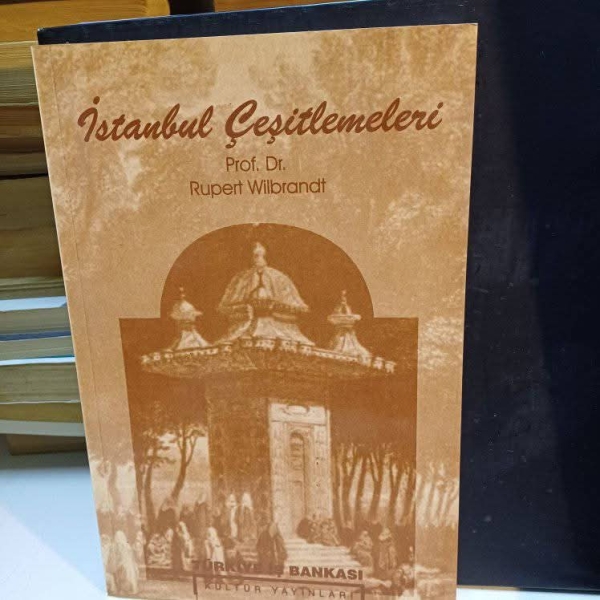 İstanbul Çeşitlemeleri
Prof. Dr.
Rupert Wilbrandt
TÜRKİYE İŞ BANKASI
KÜLTÜR YAYINLARI